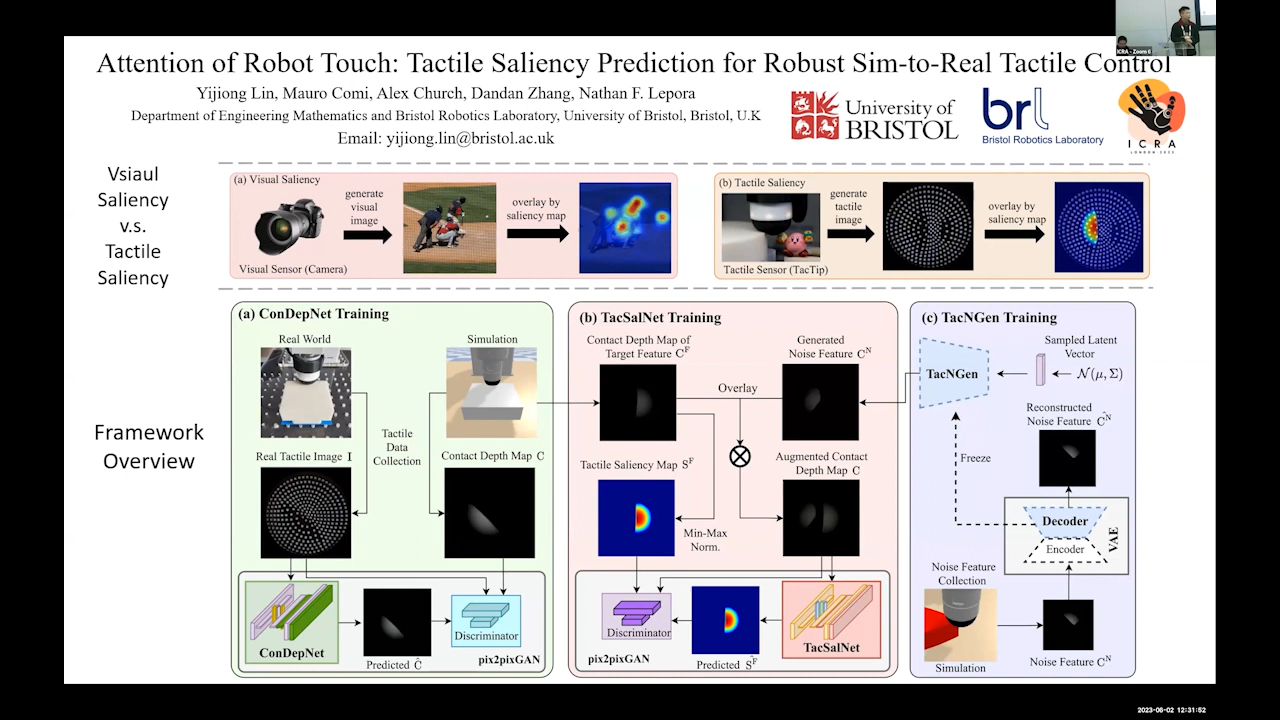 ICRA - Zoom 6
Attention of Robot Touch: Tactile Saliency Prediction for Robust Sim-to-Real Tactile Control
Yijiong Lin, Mauro Comi, Alex Church, Dandan Zhang, Nathan F. Lepora
Department of Engineering Mathematics and Bristol Robotics Laboratory, University of Bristol, Bristol, U.K
Email: yijiong.lin@bristol.ac.uk
University of
BRISTOL
brl
Bristol Robotics Laboratory
ICRA
LONDON 2023
Vsiaul
Saliency
v.s.
Tactile
Saliency
(a) Visual Saliency
generate
visual
image
overlay by
saliency map
Visual Sensor (Camera)
(b) Tactile Saliency
generate
tactile
image
overlay by
saliency map
Tactile Sensor (TacTip)
Framework
Overview
(a) ConDepNet Training
Real World
Simulation
Tactile
Data
Collection
Real Tactile Image I
Contact Depth Map C
ConDepNet
Predicted Ĉ
Discriminator
pix2pixGAN
(b) TacSalNet Training
Contact Depth Map of
Target Feature Cᶠ
Generated
Noise Feature Cᴺ
Overlay
Tactile Saliency Map Sᶠ
Augmented Contact
Depth Map C
Min-Max
Norm.
Discriminator
pix2pixGAN
Predicted Ŝᶠ
TacSalNet
(c) TacNGen Training
TacNGen
Sampled Latent
Vector
𝒩(μ, Σ)
Reconstructed
Noise Feature Ĉᴺ
Freeze
Decoder
Encoder
VAE
Noise Feature
Collection
Simulation
Noise Feature Cᴺ
2023-06-02 12:31:52